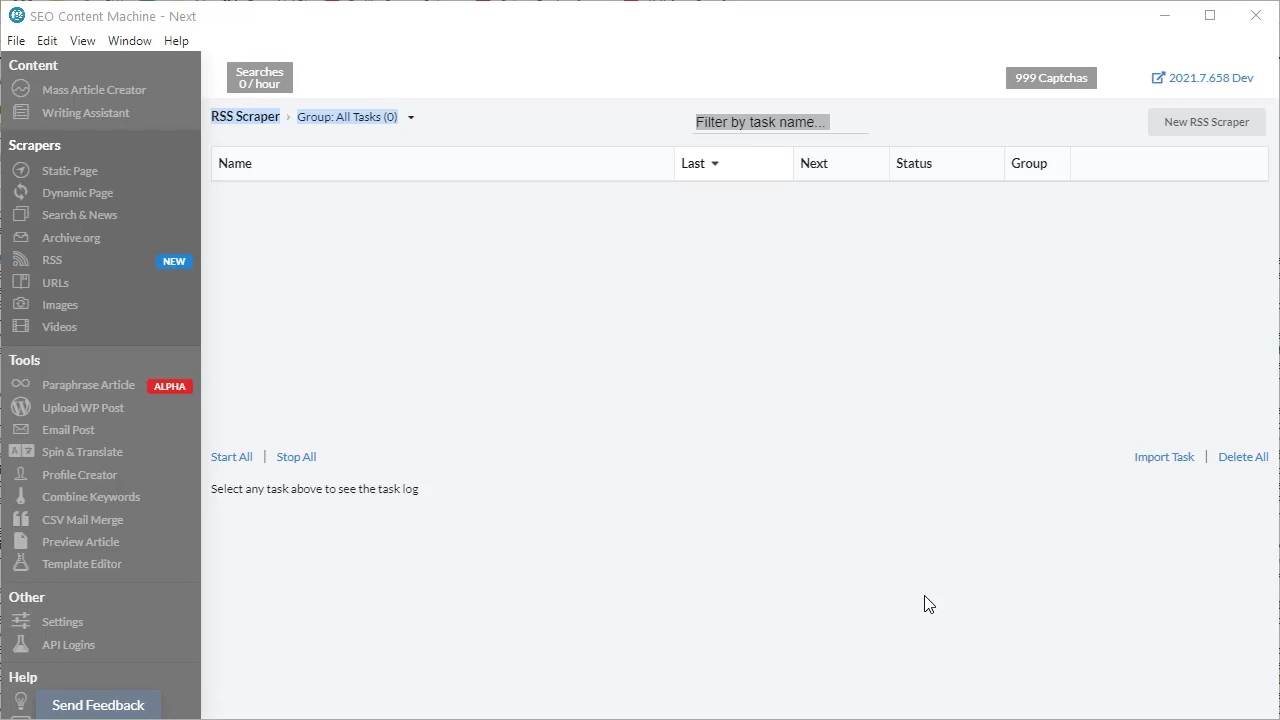 SEO Content Machine - Next
File Edit View Window Help
Content
Mass Article Creator
Writing Assistant
Scrapers
Static Page
Dynamic Page
Search & News
Archive.org
RSS NEW
URLs
Images
Videos
Tools
Paraphrase Article ALPHA
Upload WP Post
Email Post
Spin & Translate
Profile Creator
Combine Keywords
CSV Mail Merge
Preview Article
Template Editor
Other
Settings
API Logins
Help
Send Feedback
Searches
0 / hour
999 Captchas
2021.7.658 Dev
RSS Scraper › Group: All Tasks (0)
Filter by task name...
New RSS Scraper
Name Last Next Status Group
Start All | Stop All
Import Task | Delete All
Select any task above to see the task log